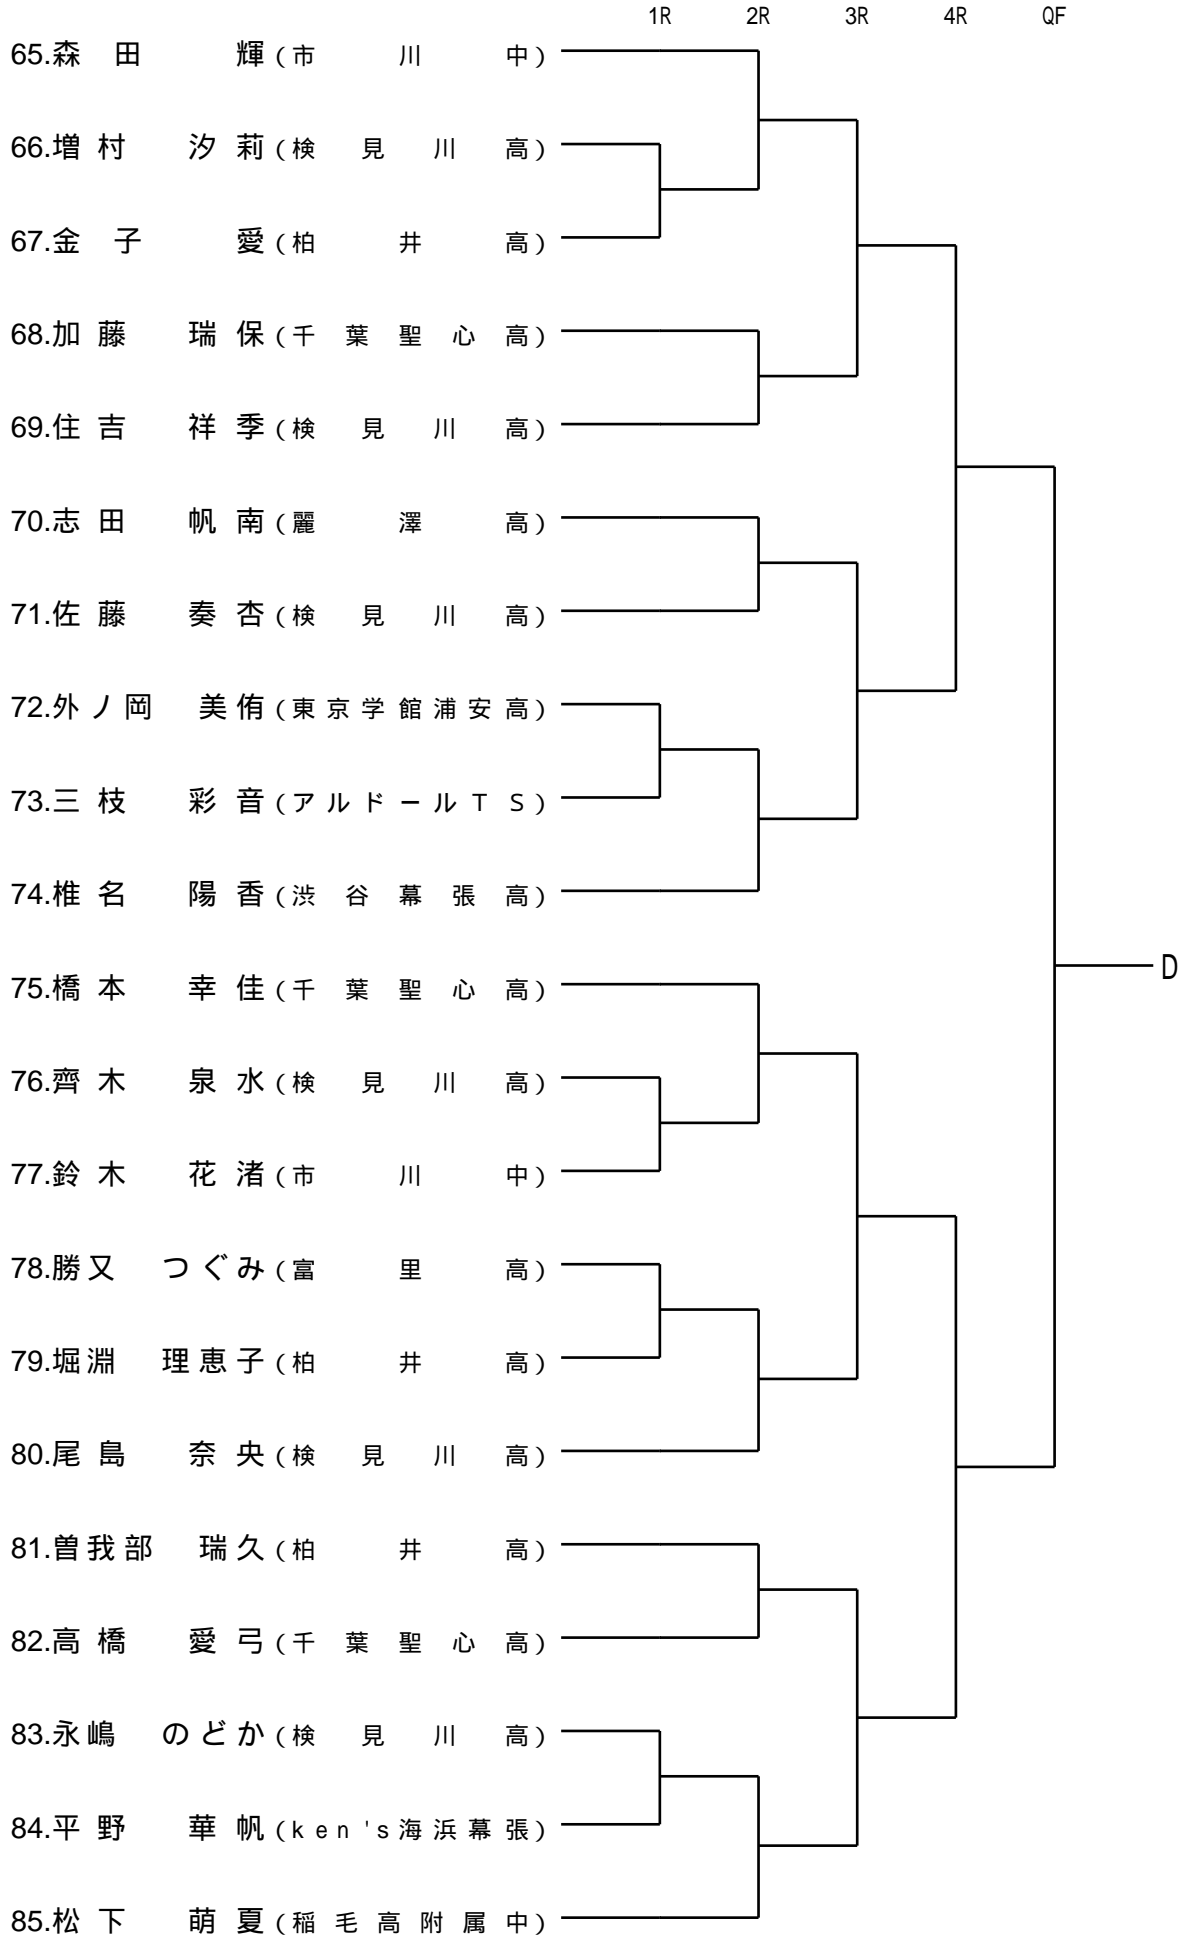 1R 2R 3R 4R QF
65.森田 輝(市川中)
66.増村 汐莉(検見川高)
67.金子 愛(柏井高)
68.加藤 瑞保(千葉聖心高)
69.住吉 祥季(検見川高)
70.志田 帆南(麗澤高)
71.佐藤 奏杏(検見川高)
72.外ノ岡 美侑(東京学館浦安高)
73.三枝 彩音(アルドールTS)
74.椎名 陽香(渋谷幕張高)
D
75.橋本 幸佳(千葉聖心高)
76.齊木 泉水(検見川高)
77.鈴木 花渚(市川中)
78.勝又 つぐみ(富里高)
79.堀淵 理恵子(柏井高)
80.尾島 奈央(検見川高)
81.曽我部 瑞久(柏井高)
82.高橋 愛弓(千葉聖心高)
83.永嶋 のどか(検見川高)
84.平野 華帆(ken's海浜幕張)
85.松下 萌夏(稲毛高附属中)